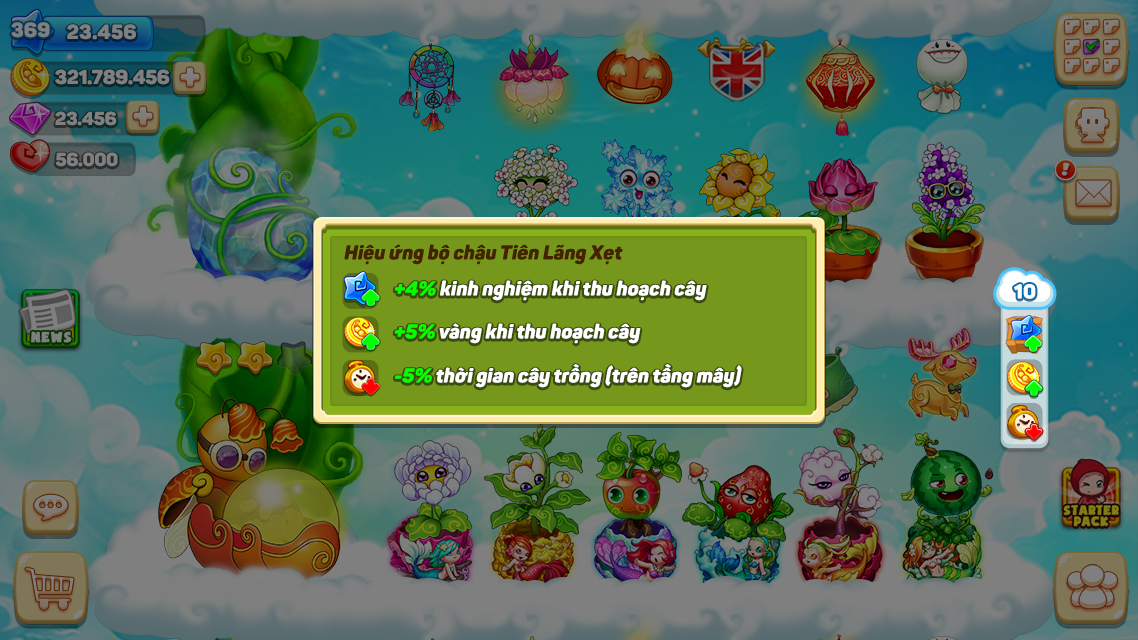 369 23.456
321.789.456
23.456
56.000
Hiệu ứng bộ chậu Tiên Lãng Xẹt
+4% kinh nghiệm khi thu hoạch cây
+5% vàng khi thu hoạch cây
-5% thời gian cây trồng (trên tầng mây)
10
NEWS
STARTER
PACK